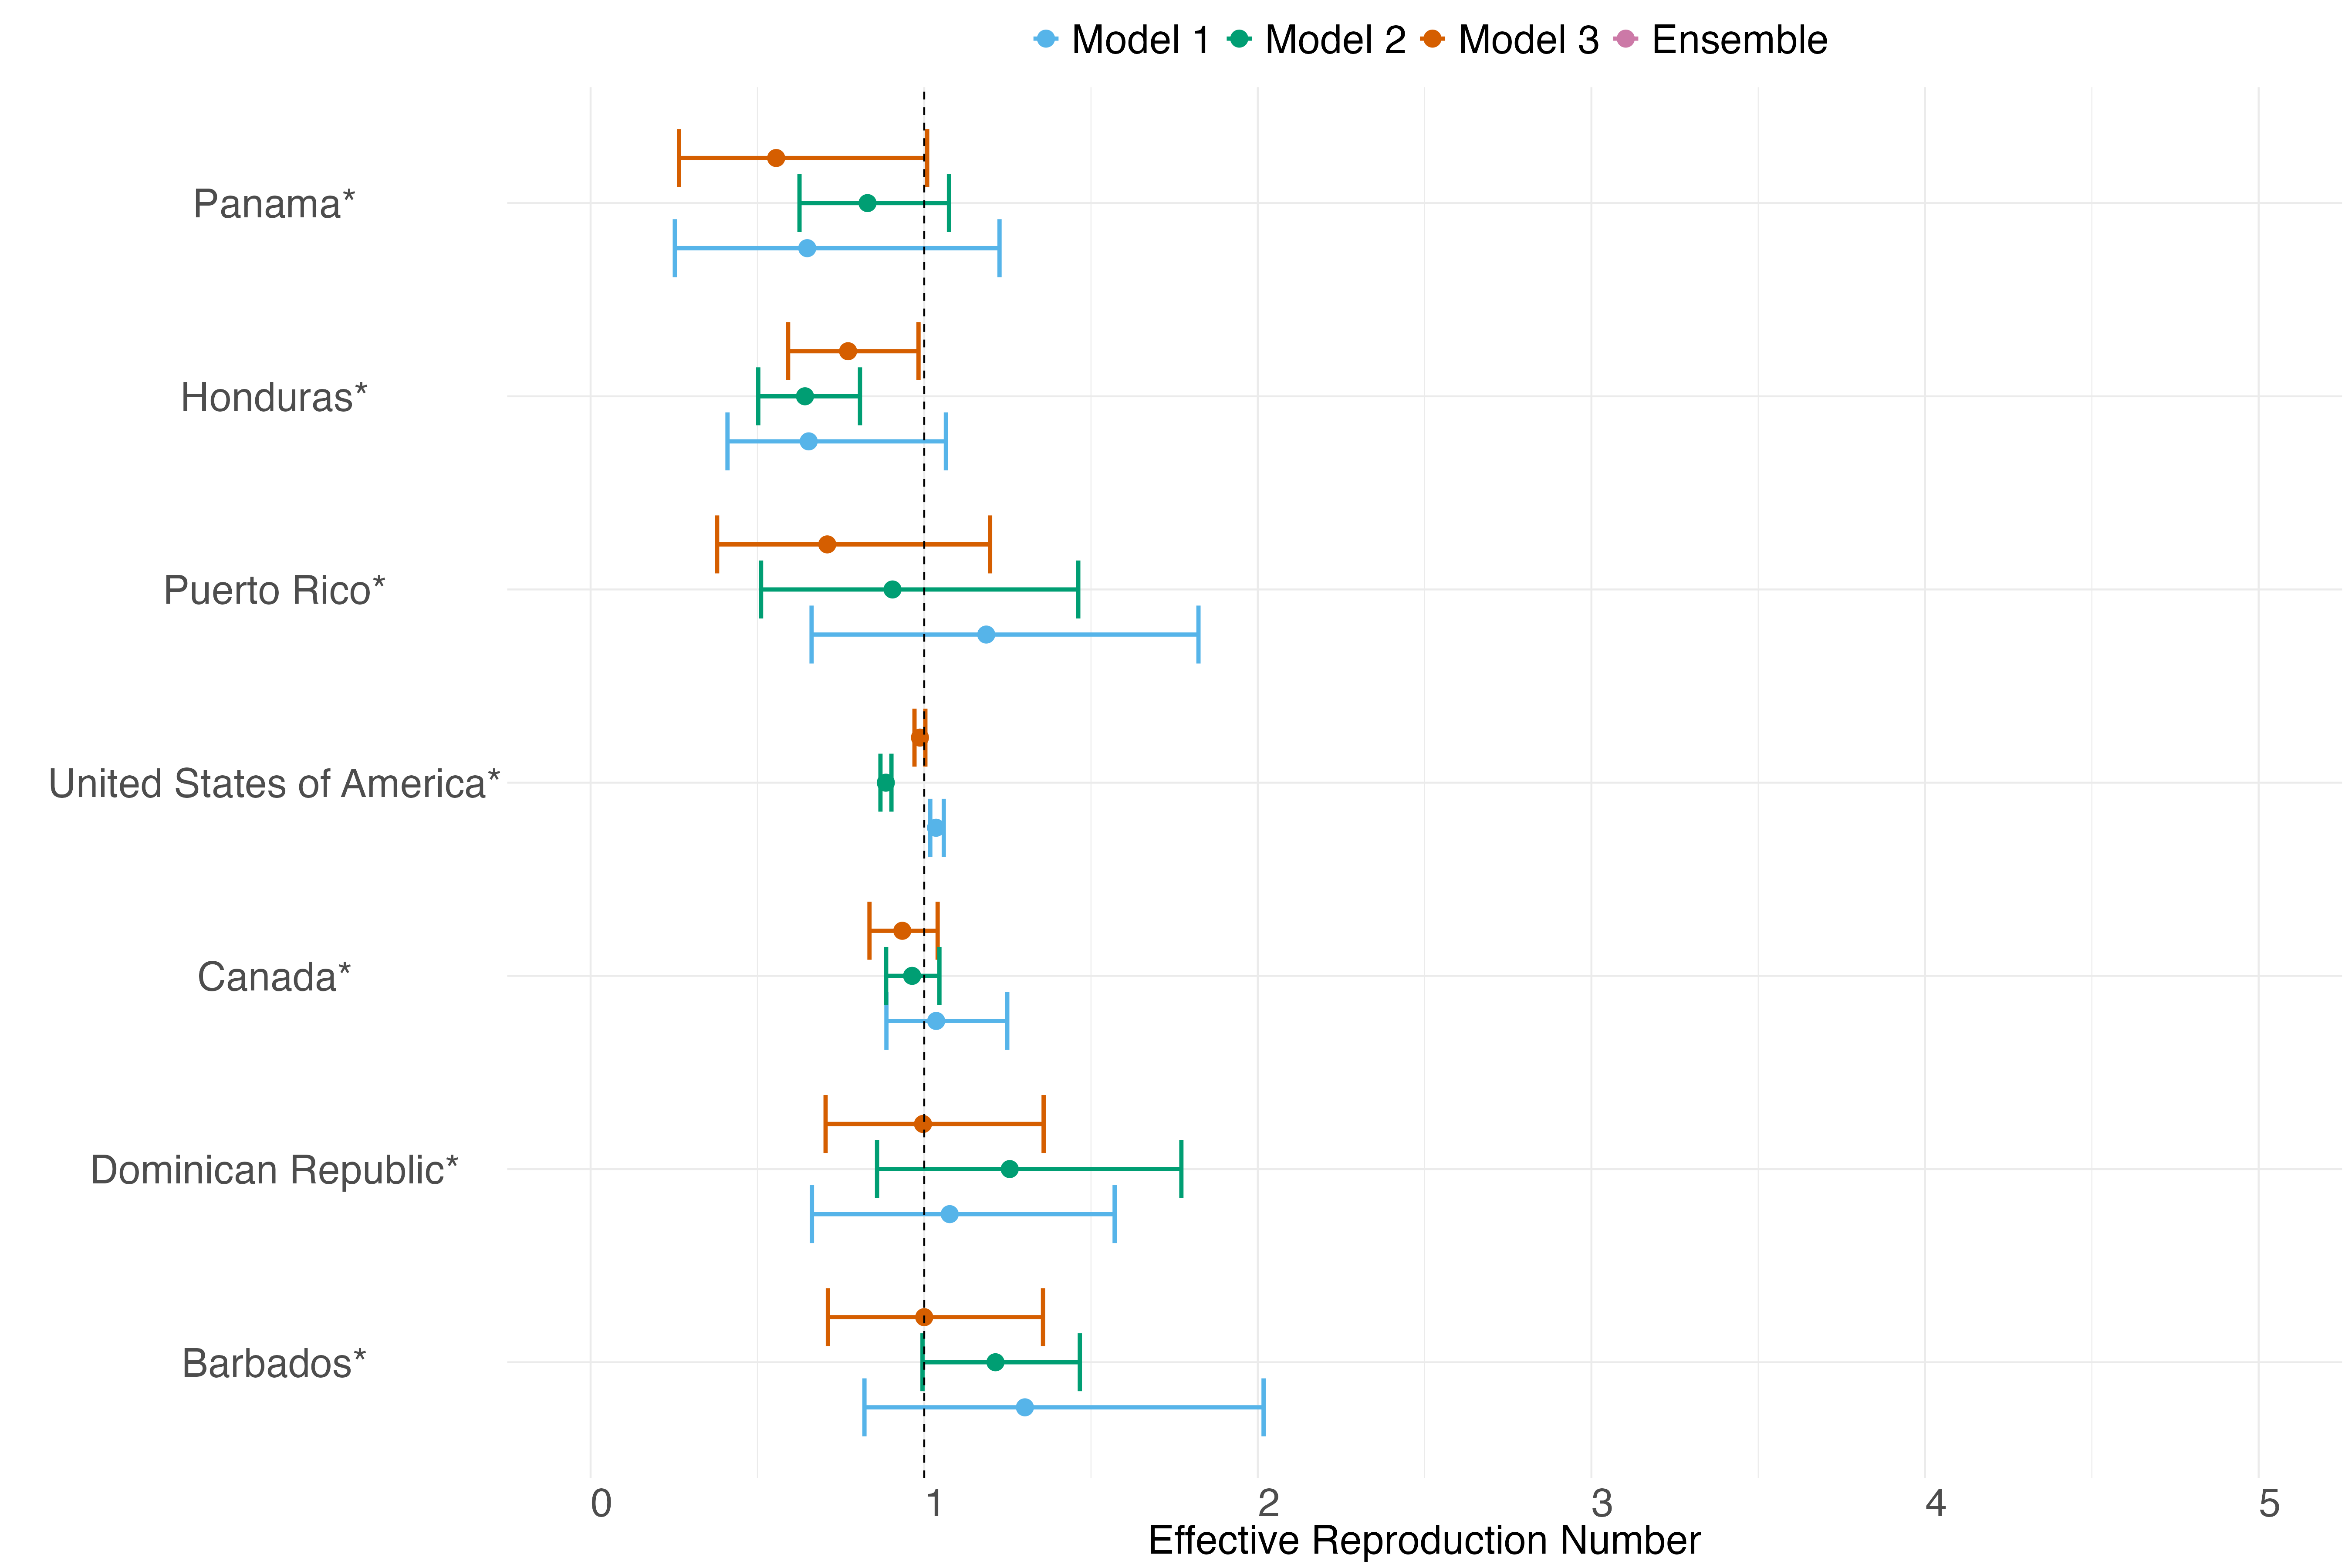 Model 1 Model 2 Model 3 Ensemble
Panama*
Honduras*
Puerto Rico*
United States of America*
Canada*
Dominican Republic*
Barbados*
0 1 2 3 4 5
Effective Reproduction Number